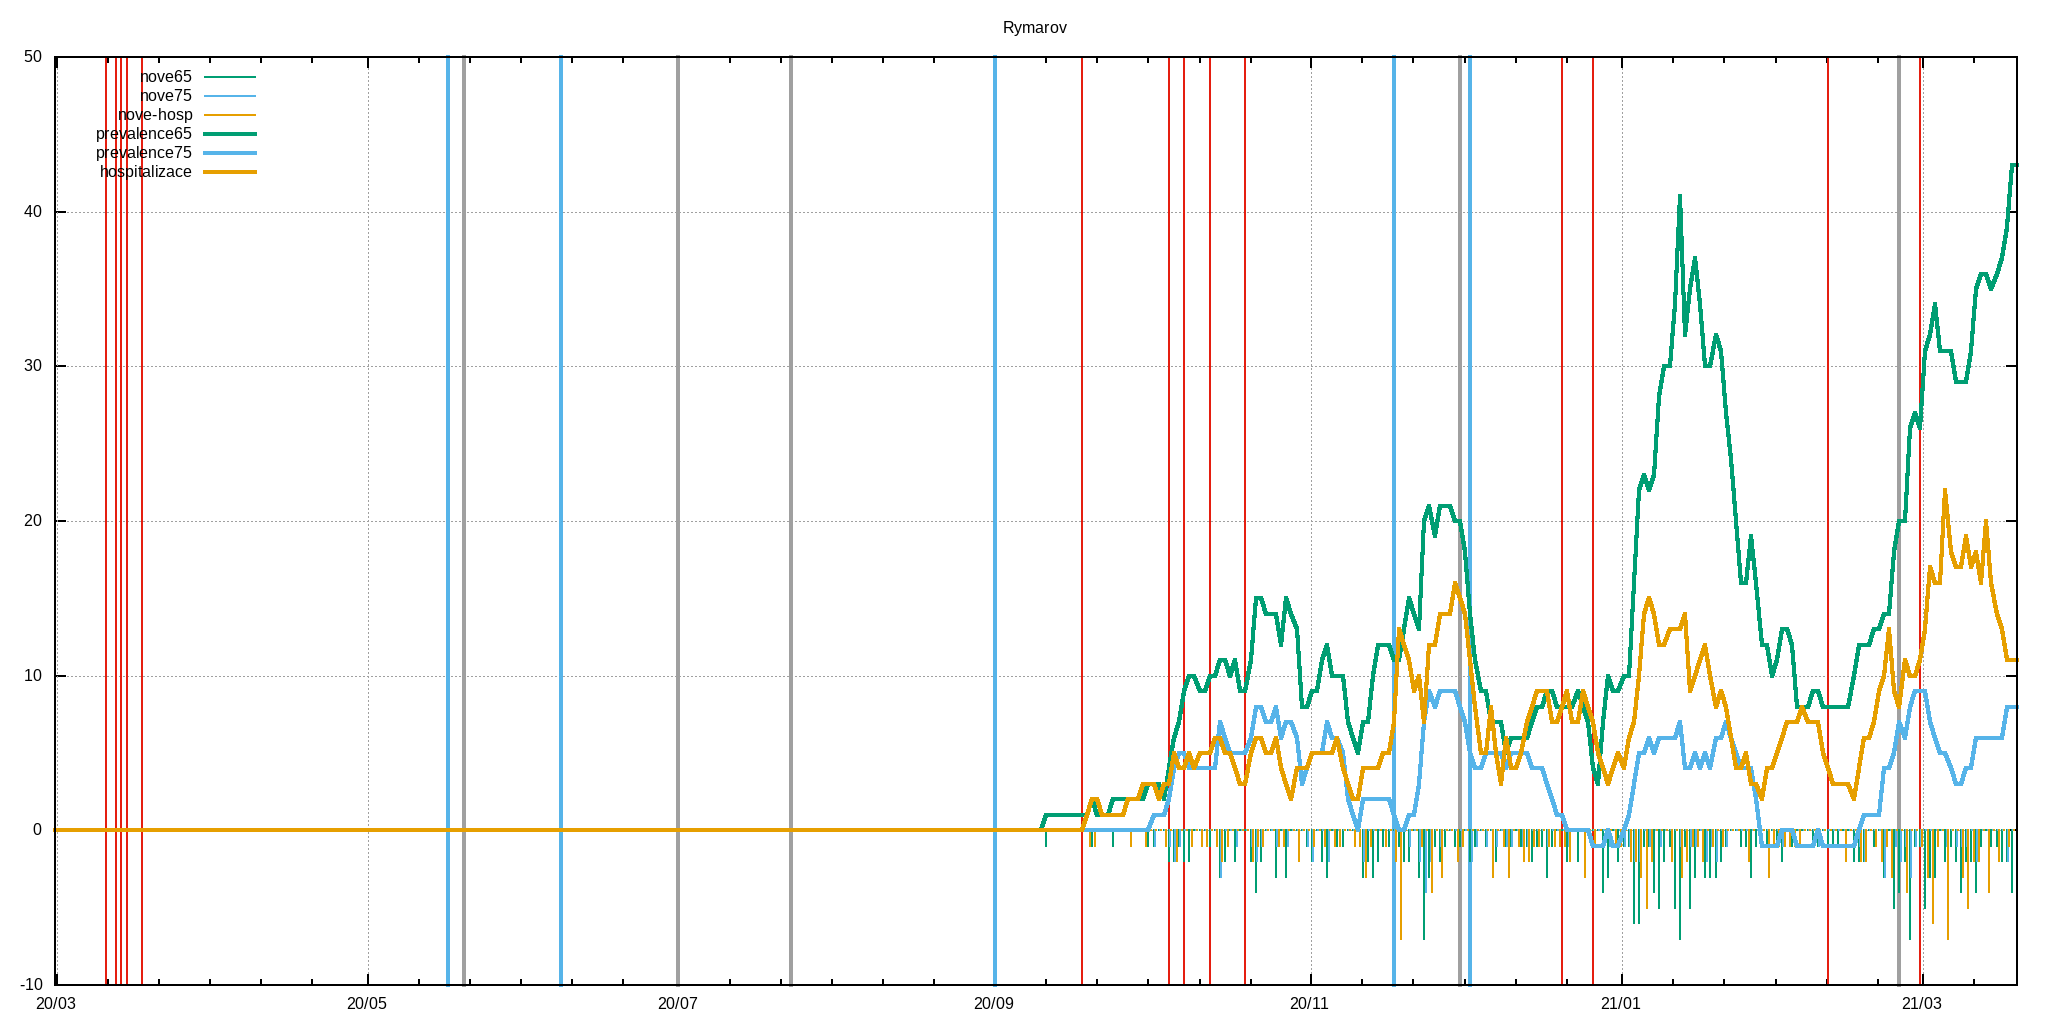 Rymarov
50
nove65
nove75
nove-hosp
prevalence65
prevalence75
hospitalizace
40
30
20
10
0
-10
20/03 20/05 20/07 20/09 20/11 21/01 21/03